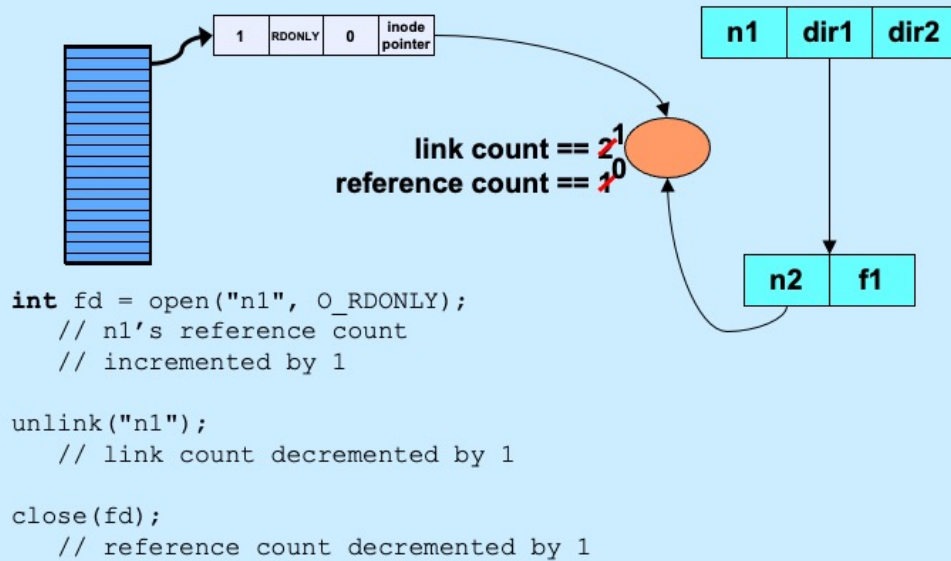 1 RDONLY 0 inode pointer
n1 dir1 dir2
link count == 2 1
reference count == 1 0
n2 f1
int fd = open("n1", O_RDONLY);
// n1's reference count
// incremented by 1
unlink("n1");
// link count decremented by 1
close(fd);
// reference count decremented by 1